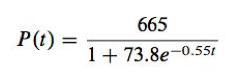 P(t) = 665 / (1 + 73.8e^−0.55t)